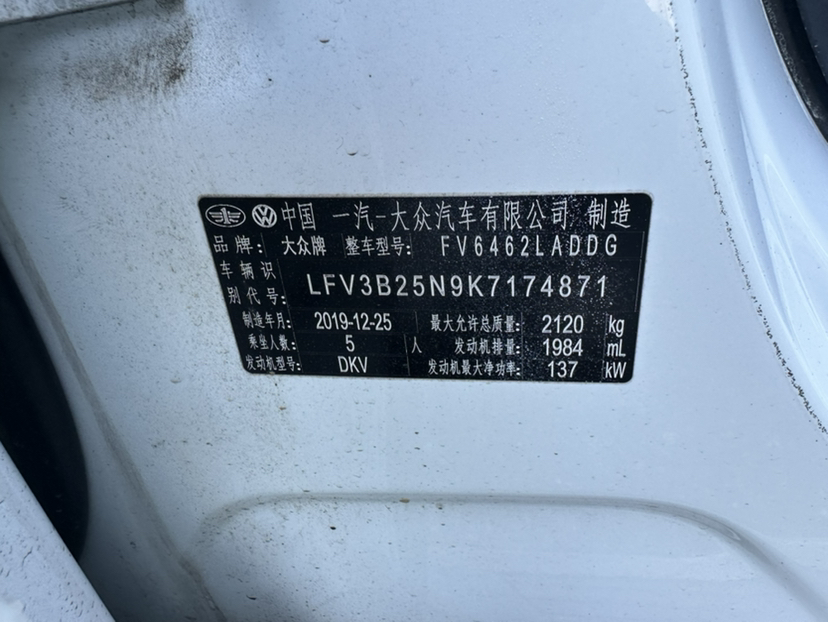 中国 一汽-大众汽车有限公司 制造
品牌：大众牌 整车型号：FV6462LADDG
车辆识
别代号：LFV3B25N9K7174871
制造年月：2019-12-25 最大允许总质量：2120 kg
乘坐人数：5 人 发动机排量：1984 mL
发动机型号：DKV 发动机最大净功率：137 kW